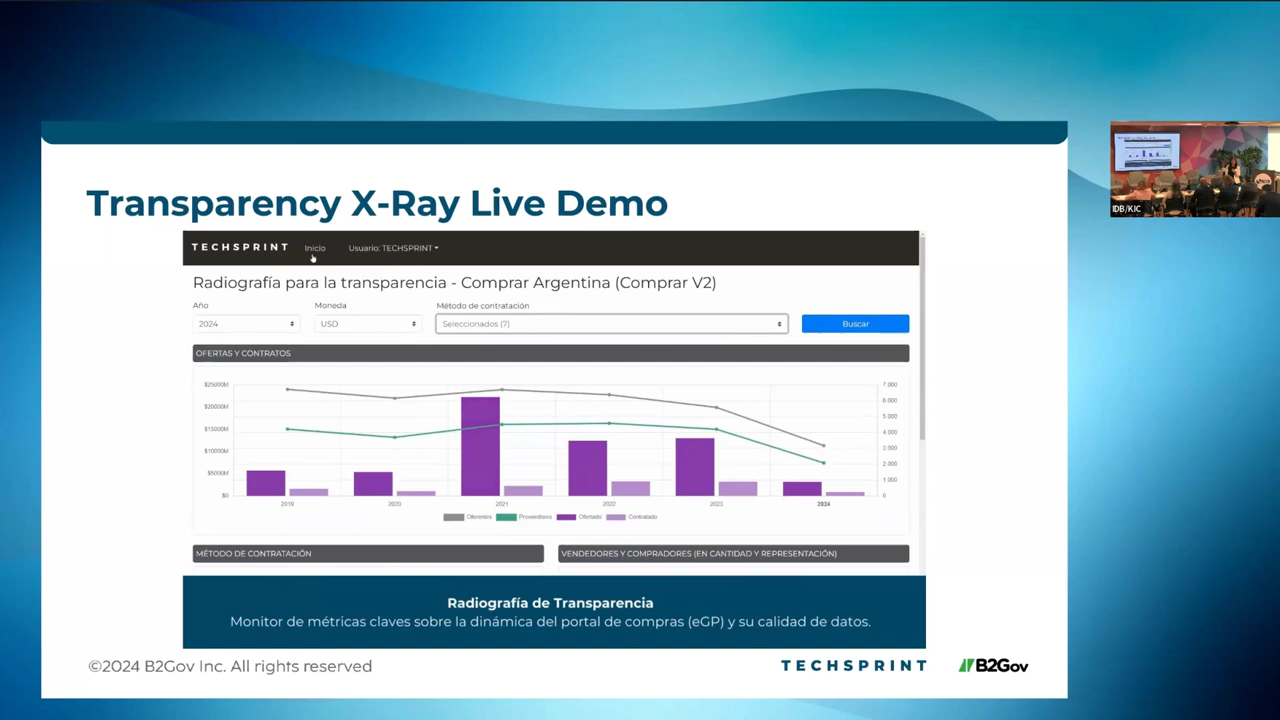 Transparency X-Ray Live Demo
TECHSPRINT Inicio Usuario: TECHSPRINT
Radiografía para la transparencia - Comprar Argentina (Comprar V2)
Año Moneda Método de contratación
2024 USD Seleccionados (7) Buscar
OFERTAS Y CONTRATOS
$25000M 7 000
$20000M 6 000
5 000
$15000M 4 000
$10000M 3 000
2 000
$5000M 1 000
$0 0
2019 2020 2021 2022 2023 2024
Oferentes Proveedores Ofertado Contratado
MÉTODO DE CONTRATACIÓN VENDEDORES Y COMPRADORES (EN CANTIDAD Y REPRESENTACIÓN)
Radiografía de Transparencia
Monitor de métricas claves sobre la dinámica del portal de compras (eGP) y su calidad de datos.
©2024 B2Gov Inc. All rights reserved TECHSPRINT B2Gov
IDB/KIC